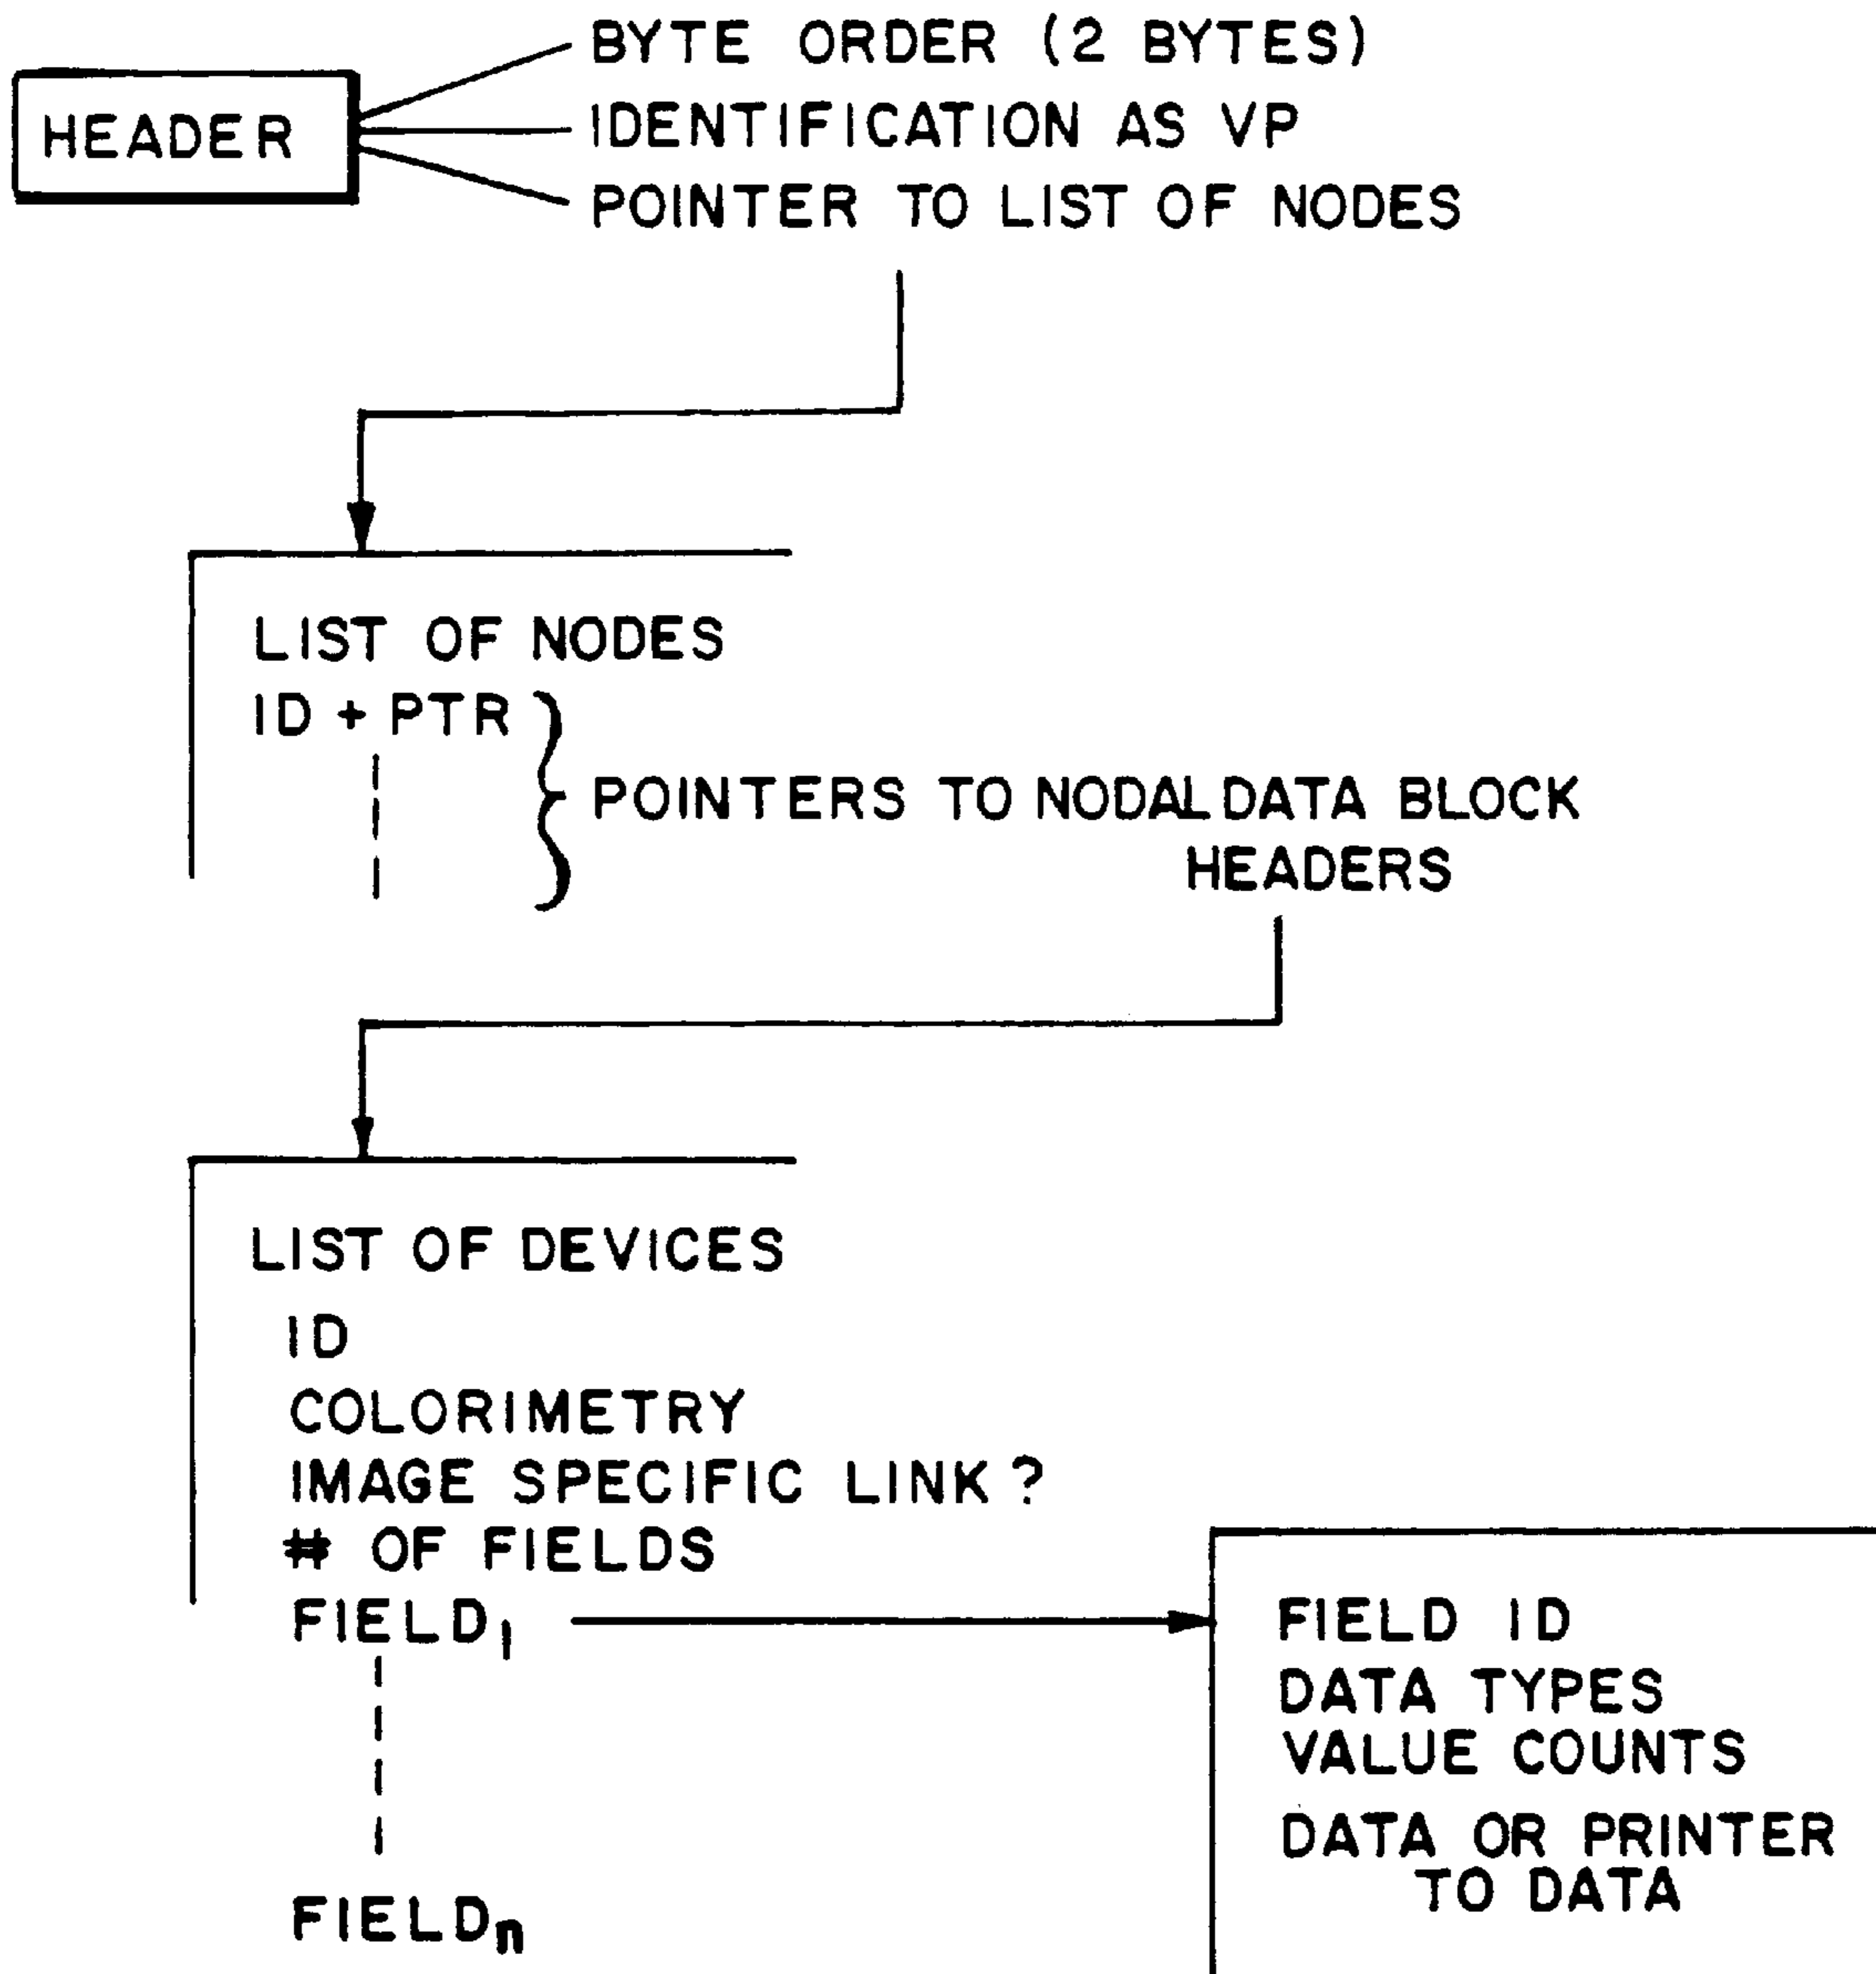 HEADER
BYTE ORDER (2 BYTES)
IDENTIFICATION AS VP
POINTER TO LIST OF NODES
LIST OF NODES
ID + PTR
POINTERS TO NODAL DATA BLOCK
HEADERS
LIST OF DEVICES
ID
COLORIMETRY
IMAGE SPECIFIC LINK ?
# OF FIELDS
FIELD₁
FIELDₙ
FIELD ID
DATA TYPES
VALUE COUNTS
DATA OR PRINTER
TO DATA